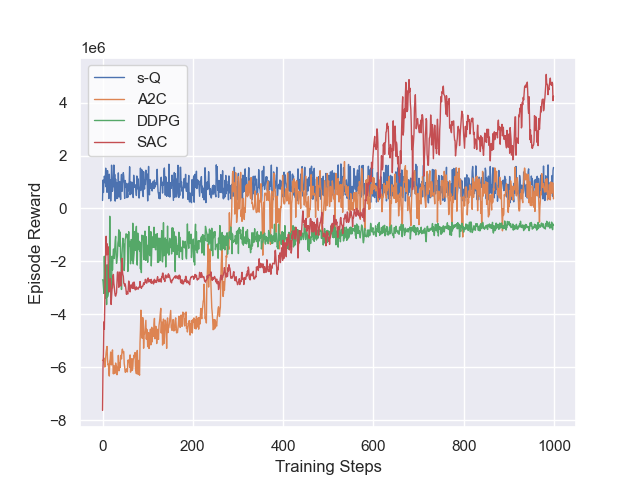 1e6
s-Q
A2C
DDPG
SAC
4
2
0
−2
−4
−6
−8
Episode Reward
0 200 400 600 800 1000
Training Steps